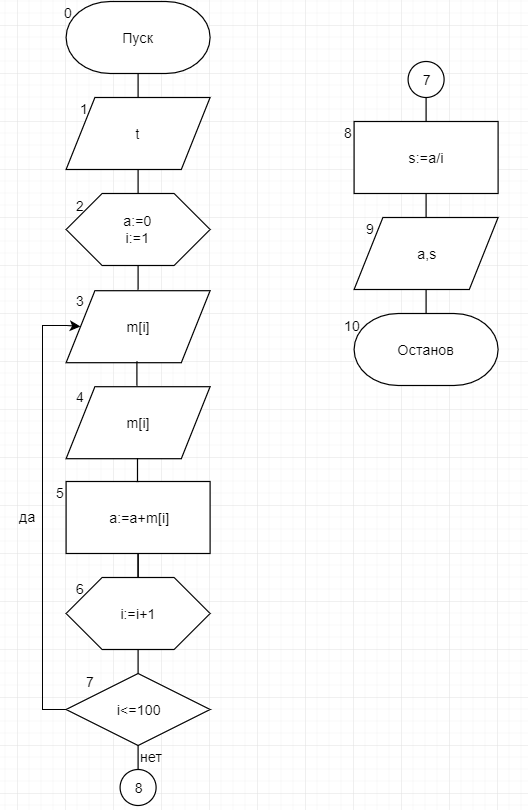 0
Пуск
1
t
2
a:=0
i:=1
3
m[i]
4
m[i]
5
a:=a+m[i]
да
6
i:=i+1
7
i<=100
нет
8
7
8
s:=a/i
9
a,s
10
Останов